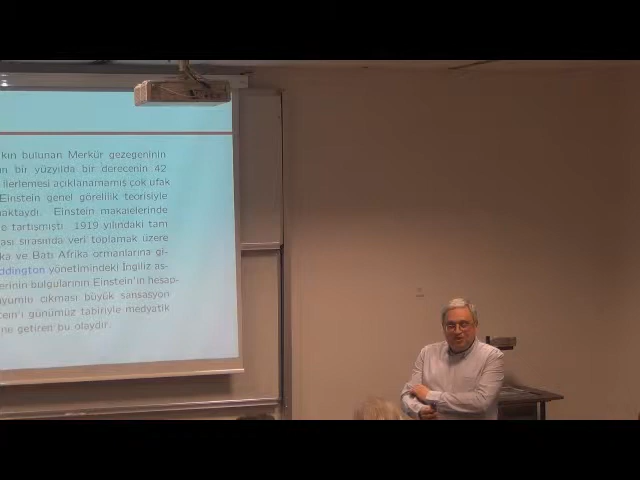 kın bulunan Merkür gezegeninin
n bir yüzyılda bir derecenin 42
ilerlemesi açıklanamamış çok ufak
Einstein genel görelilik teorisiyle
maktaydı. Einstein makalelerinde
e tartışmıştı. 1919 yılındaki tam
ası sırasında veri toplamak üzere
ka ve Batı Afrika ormanlarına gi-
ddington yönetimindeki İngiliz as-
erinin bulgularının Einstein'ın hesap-
uyumlu çıkması büyük sansasyon
tein'ı günümüz tabiriyle medyatik
ine getiren bu olaydır.